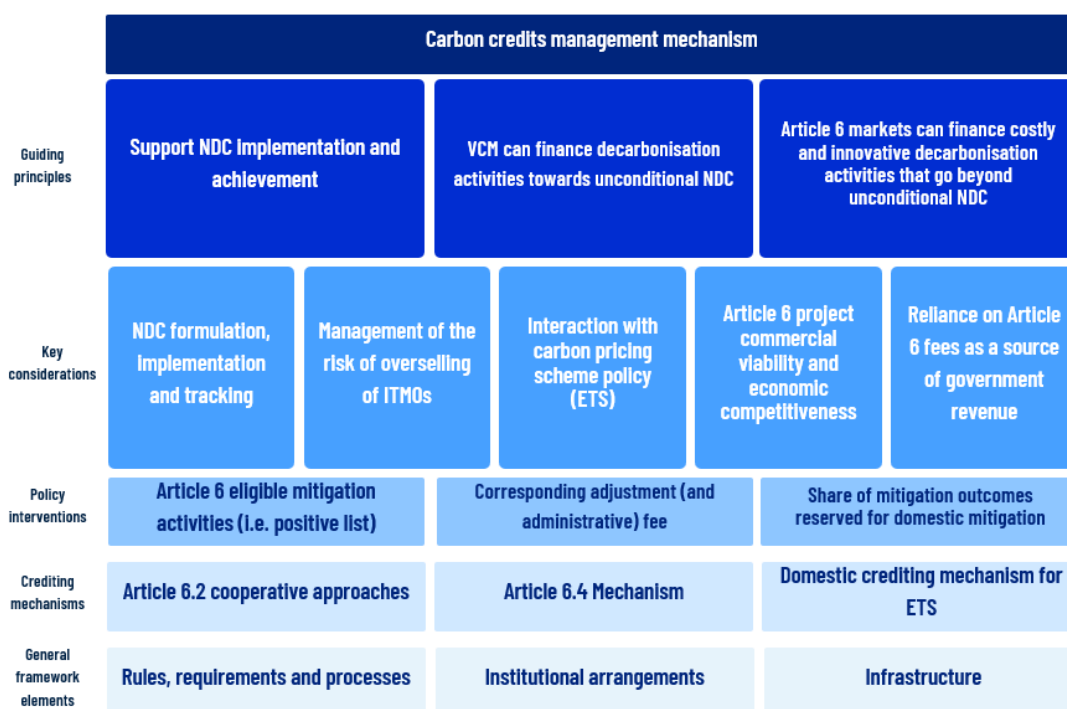 Carbon credits management mechanism
Guiding
principles
Support NDC implementation and
achievement
VCM can finance decarbonisation
activities towards unconditional NDC
Article 6 markets can finance costly
and innovative decarbonisation
activities that go beyond
unconditional NDC
Key
considerations
NDC formulation,
implementation
and tracking
Management of the
risk of overselling
of ITMOs
Interaction with
carbon pricing
scheme policy
(ETS)
Article 6 project
commercial
viability and
economic
competitiveness
Reliance on Article
6 fees as a source
of government
revenue
Policy
interventions
Article 6 eligible mitigation
activities (i.e. positive list)
Corresponding adjustment (and
administrative) fee
Share of mitigation outcomes
reserved for domestic mitigation
Crediting
mechanisms
Article 6.2 cooperative approaches
Article 6.4 Mechanism
Domestic crediting mechanism for
ETS
General
framework
elements
Rules, requirements and processes
Institutional arrangements
Infrastructure